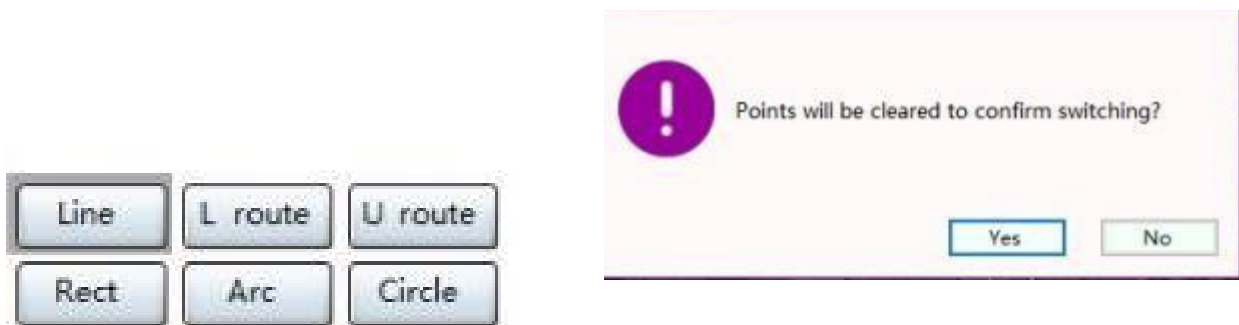 Line
L route
U route
Rect
Arc
Circle
Points will be cleared to confirm switching?
Yes
No